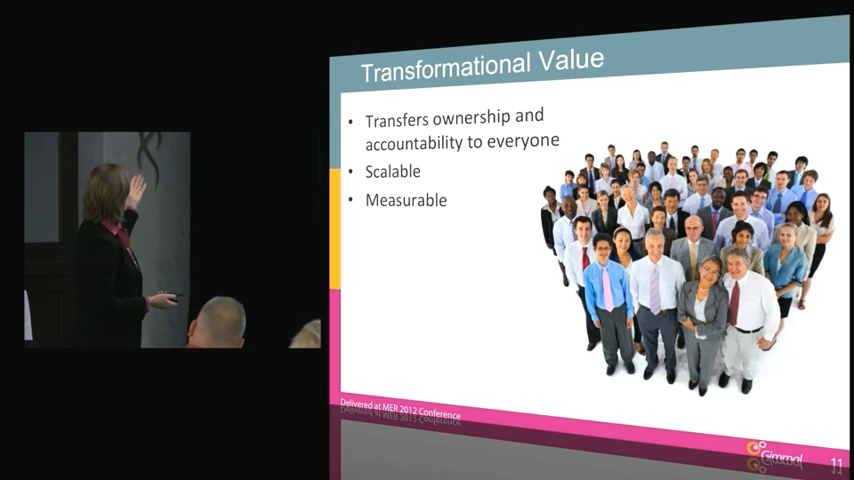 Transformational Value
• Transfers ownership and
accountability to everyone
• Scalable
• Measurable
Delivered at MER 2012 Conference
Gimmal
11